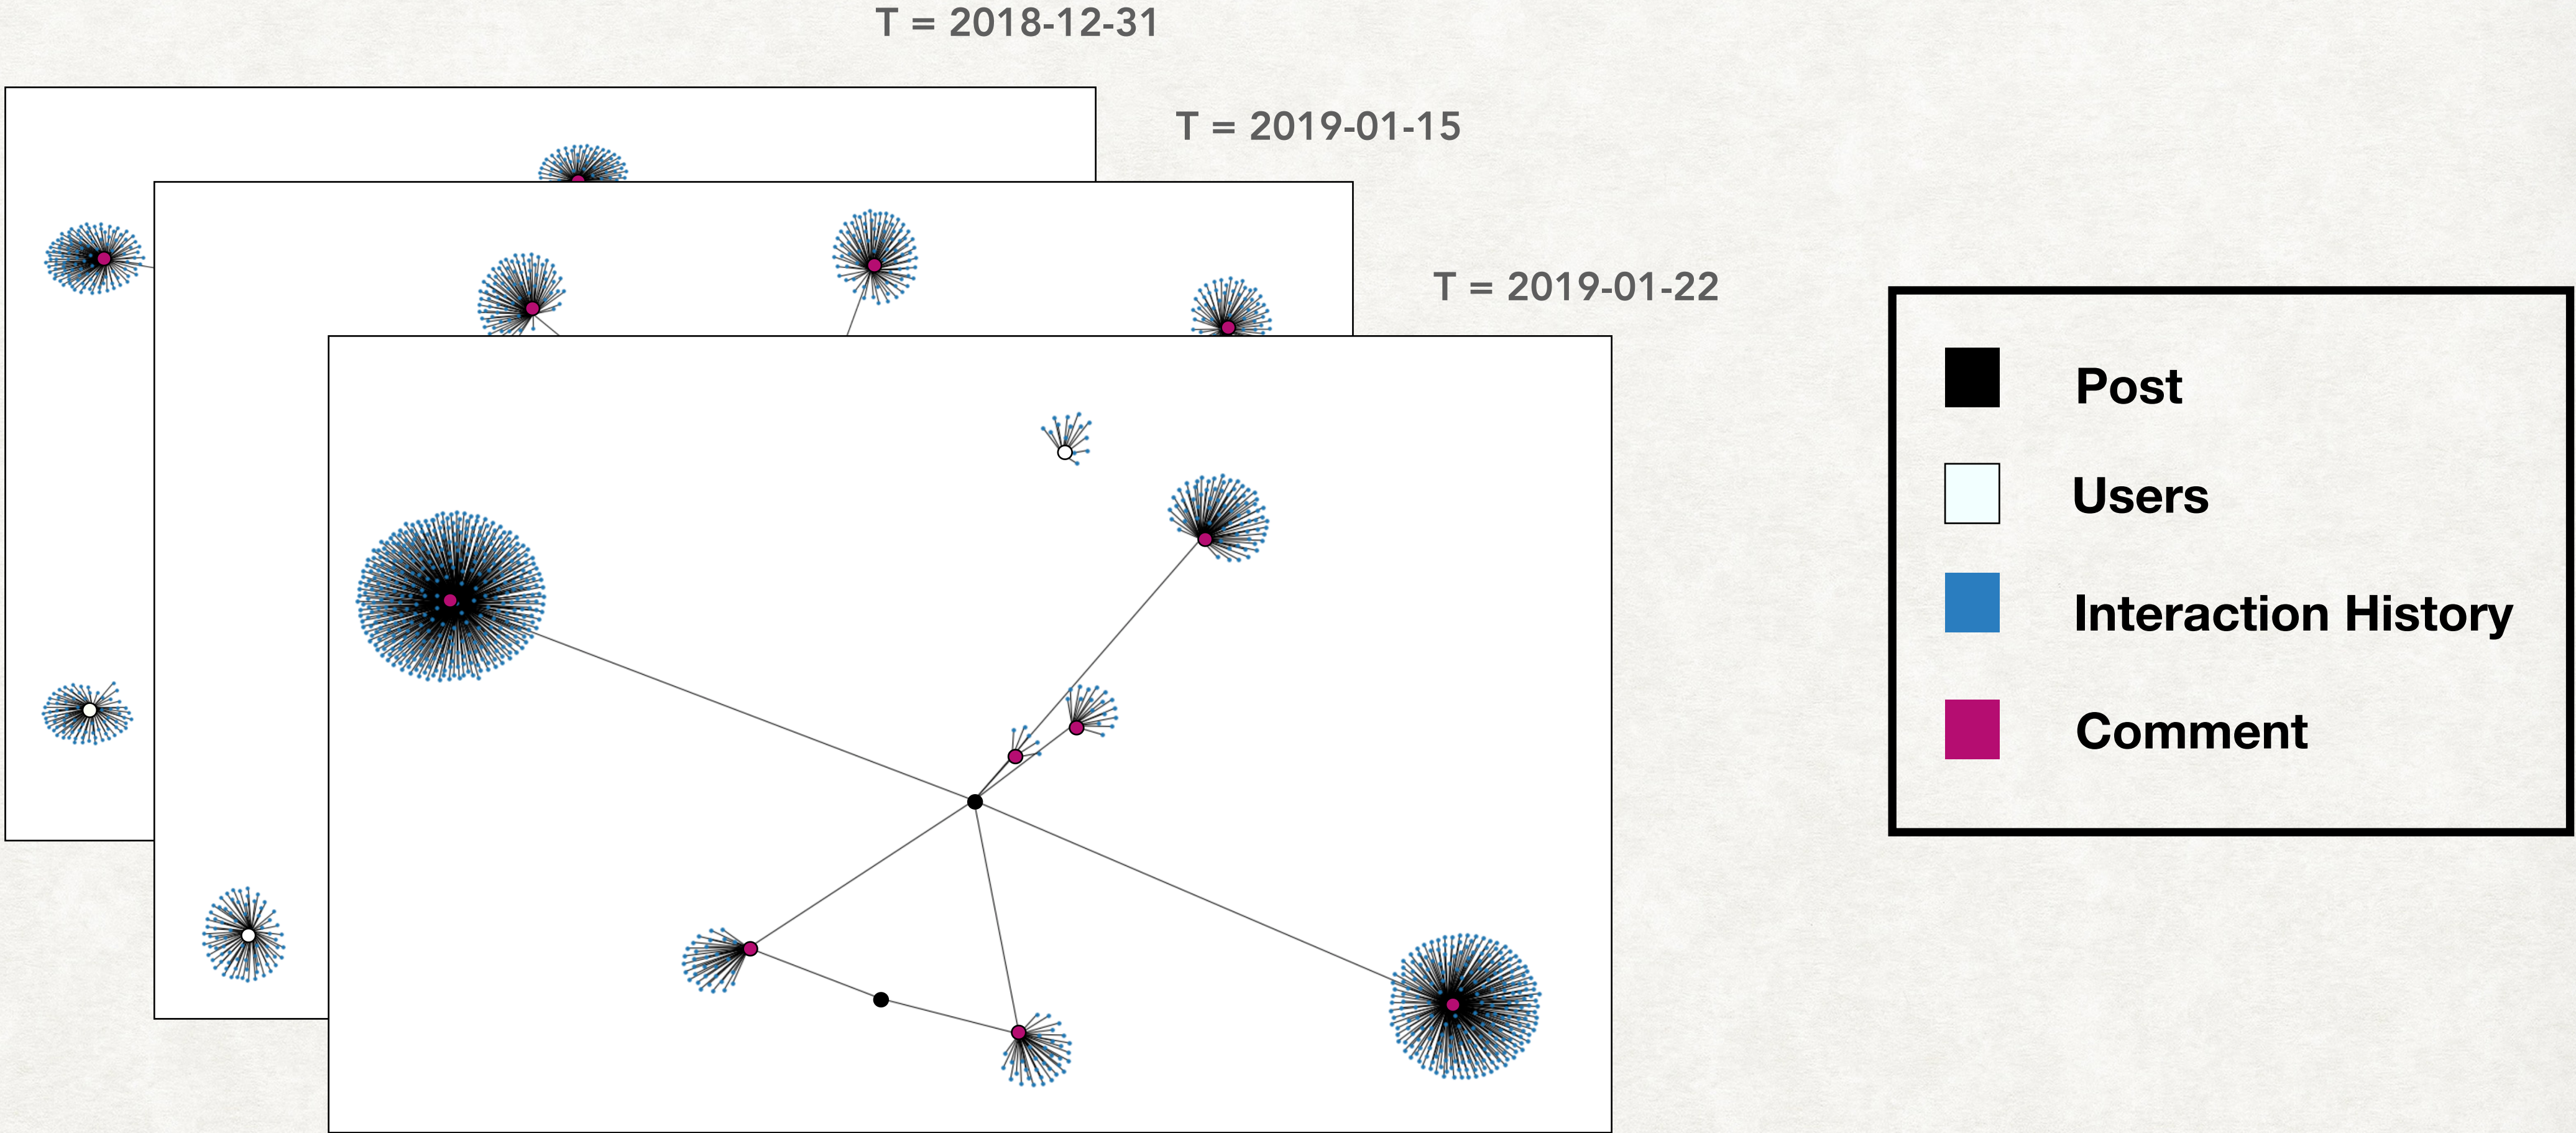 T = 2018-12-31
T = 2019-01-15
T = 2019-01-22
Post
Users
Interaction History
Comment